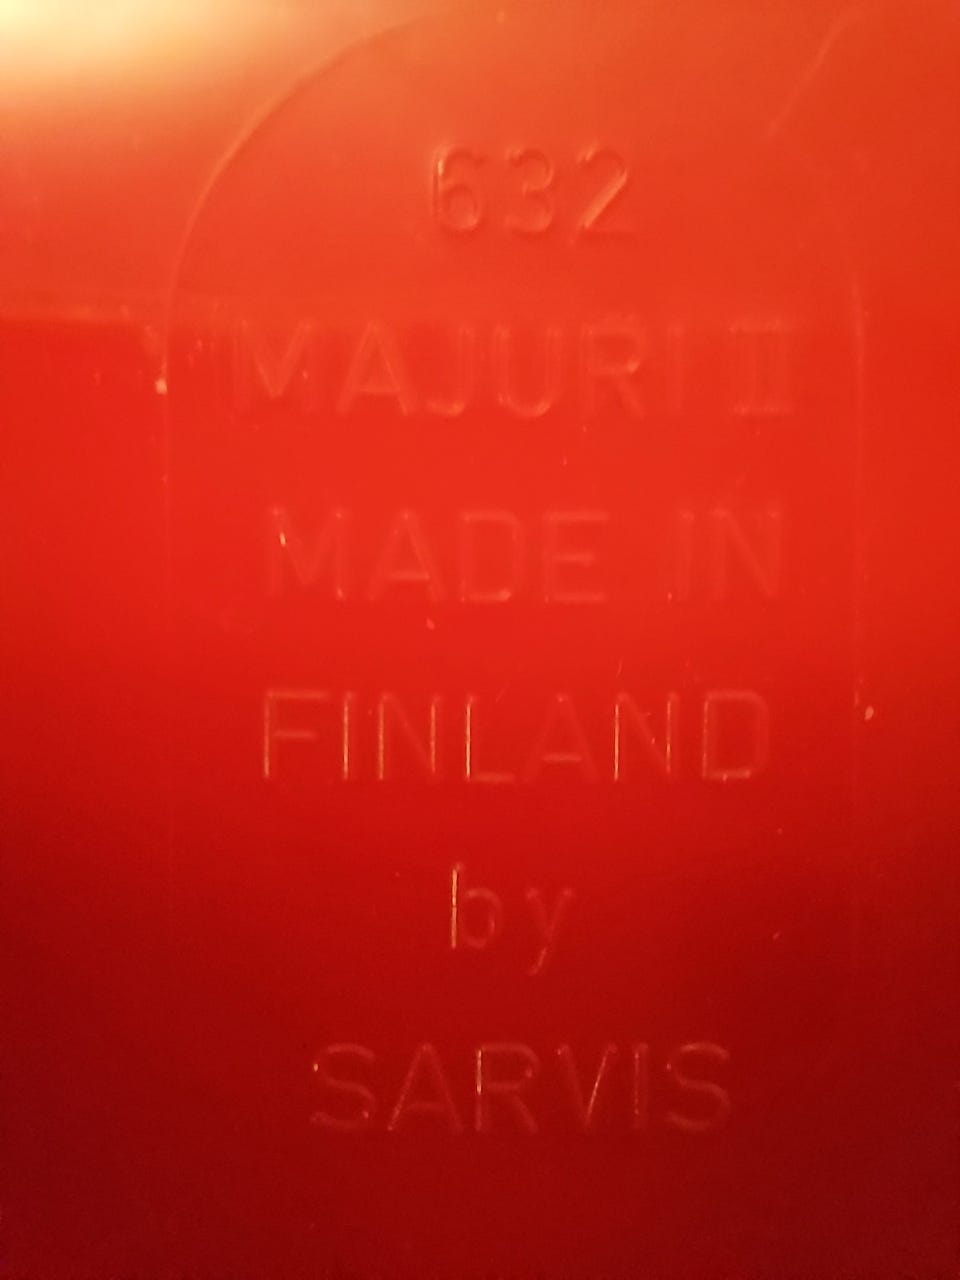 632
MAJURI II
MADE IN
FINLAND
by
SARVIS